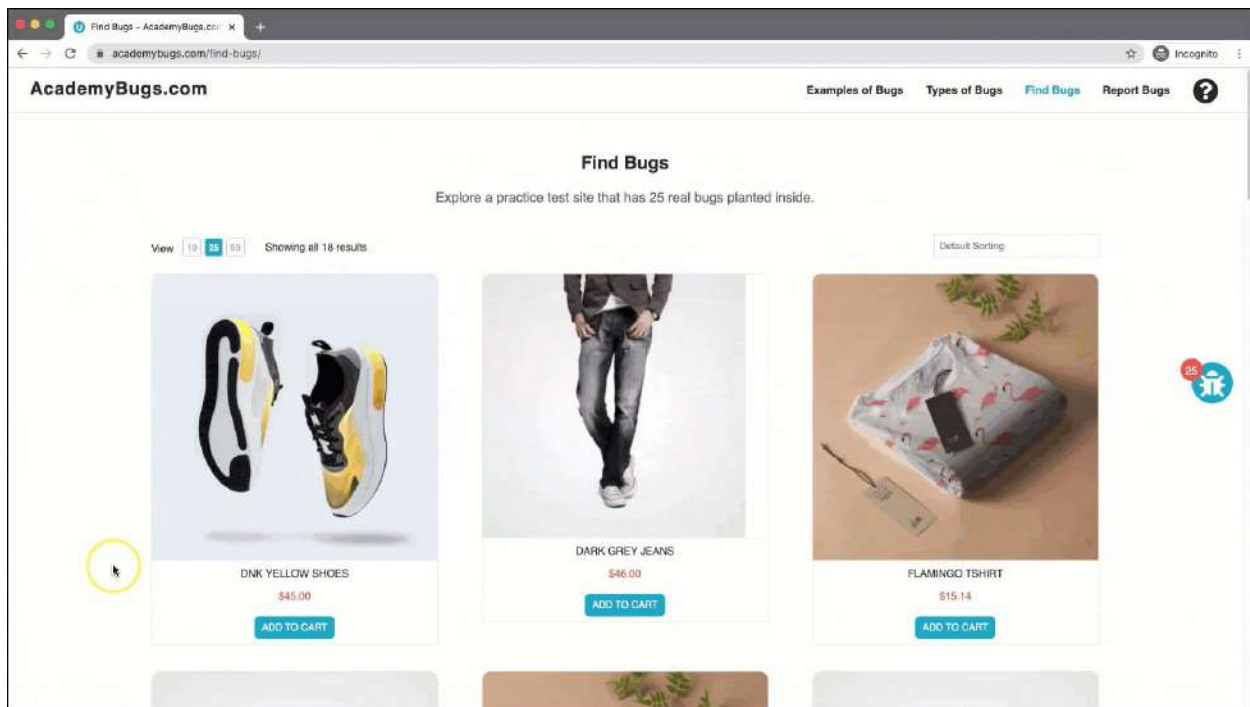 Find Bugs – AcademyBugs.com
academybugs.com/find-bugs/
Incognito
AcademyBugs.com
Examples of Bugs
Types of Bugs
Find Bugs
Report Bugs
?
Find Bugs
Explore a practice test site that has 25 real bugs planted inside.
View 10 25 50 Showing all 18 results
Default Sorting
25
DNK YELLOW SHOES
$45.00
ADD TO CART
DARK GREY JEANS
$46.00
ADD TO CART
FLAMINGO TSHIRT
$15.14
ADD TO CART